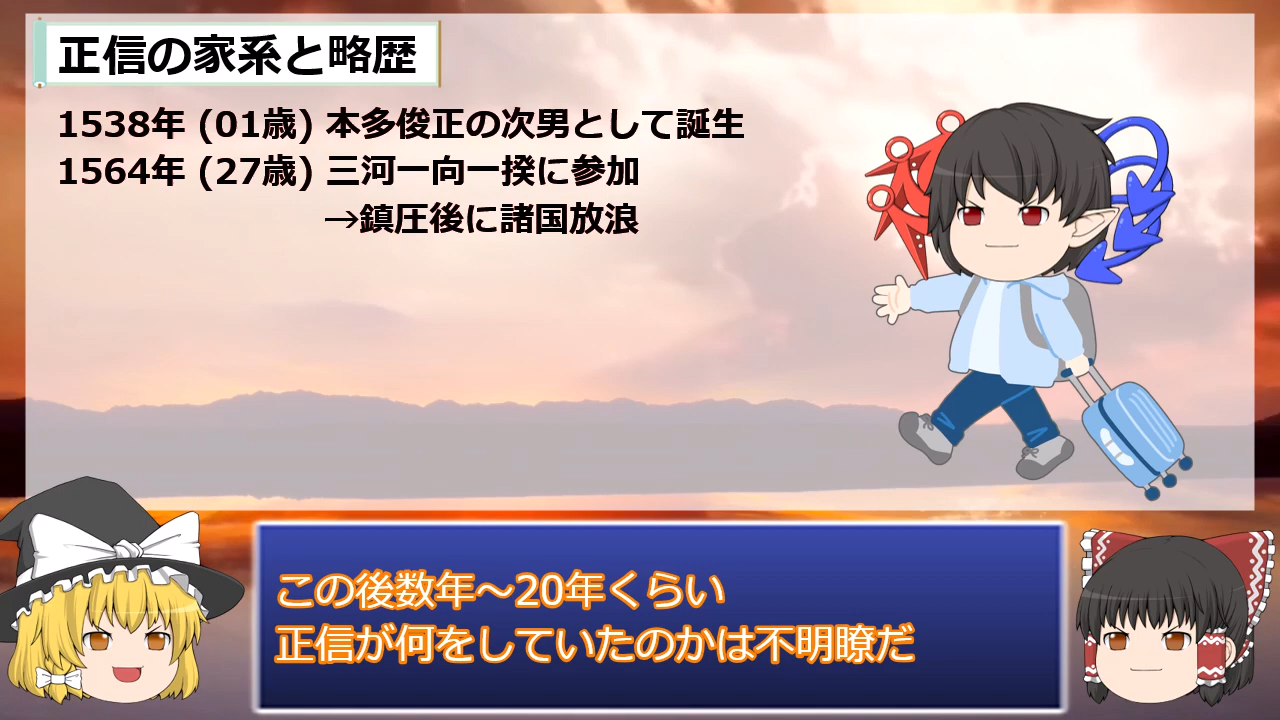 正信の家系と略歴
1538年 (01歳) 本多俊正の次男として誕生
1564年 (27歳) 三河一向一揆に参加
→鎮圧後に諸国放浪
この後数年～20年くらい
正信が何をしていたのかは不明瞭だ